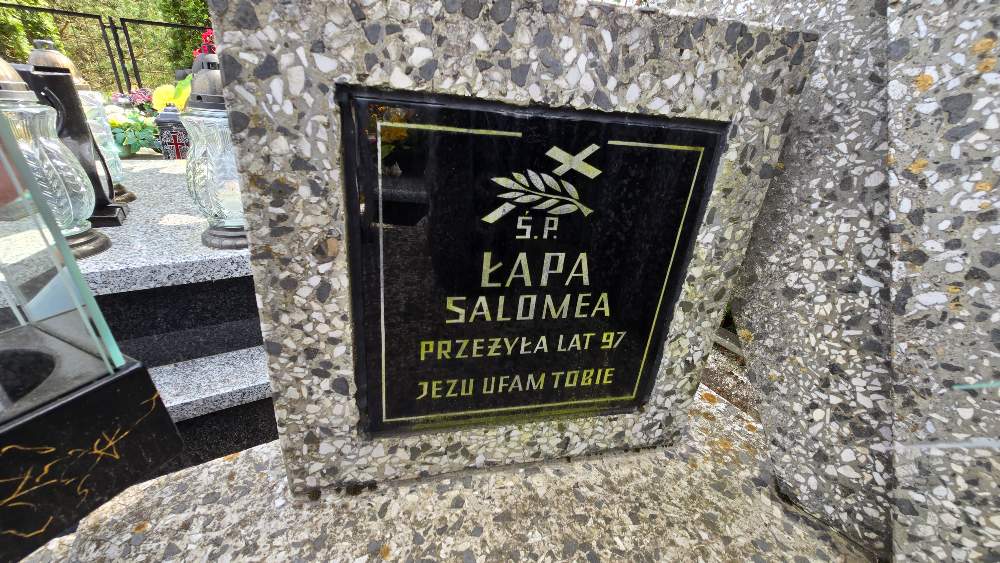 Ś.P.
ŁAPA
SALOMEA
PRZEŻYŁA LAT 97
JEZU UFAM TOBIE